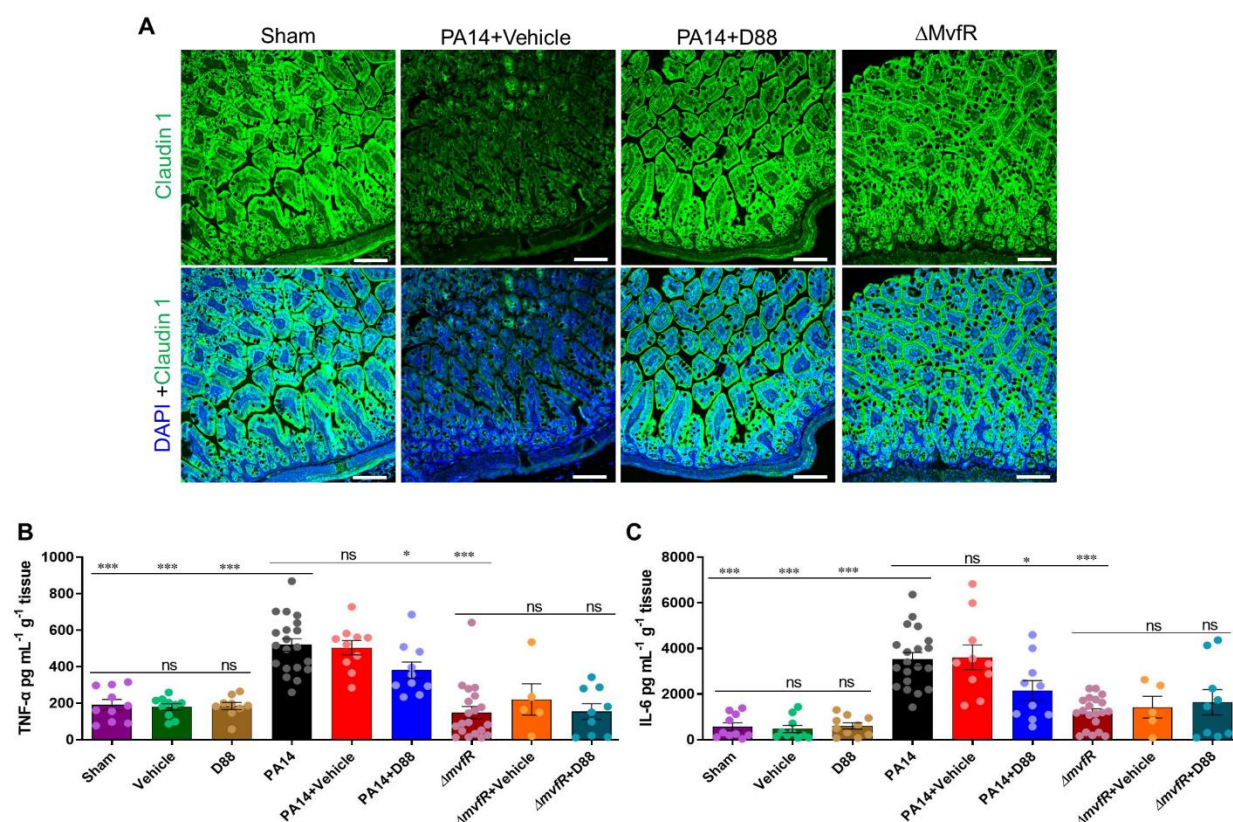 A
Sham
PA14+Vehicle
PA14+D88
ΔMvfR
Claudin 1
DAPI +Claudin 1
B
TNF-α pg mL⁻¹ g⁻¹ tissue
1000
800
600
400
200
0
*** *** ***
ns * ***
ns ns
ns ns
Sham
Vehicle
D88
PA14
PA14+Vehicle
PA14+D88
ΔmvfR
ΔmvfR+Vehicle
ΔmvfR+D88
C
IL-6 pg mL⁻¹ g⁻¹ tissue
8000
6000
4000
2000
0
*** *** ***
ns * ***
ns ns
ns ns
Sham
Vehicle
D88
PA14
PA14+Vehicle
PA14+D88
ΔmvfR
ΔmvfR+Vehicle
ΔmvfR+D88